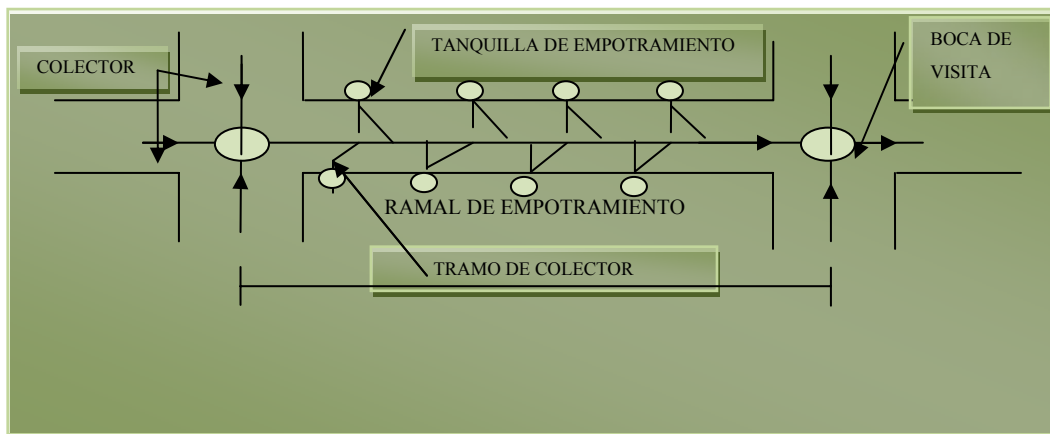 TANQUILLA DE EMPOTRAMIENTO
BOCA DE
VISITA
COLECTOR
RAMAL DE EMPOTRAMIENTO
TRAMO DE COLECTOR